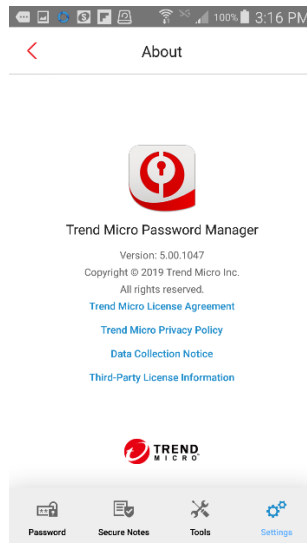 100% 3:16 PM
About
Trend Micro Password Manager
Version: 5.00.1047
Copyright © 2019 Trend Micro Inc.
All rights reserved.
Trend Micro License Agreement
Trend Micro Privacy Policy
Data Collection Notice
Third-Party License Information
TREND
MICRO
Password Secure Notes Tools Settings